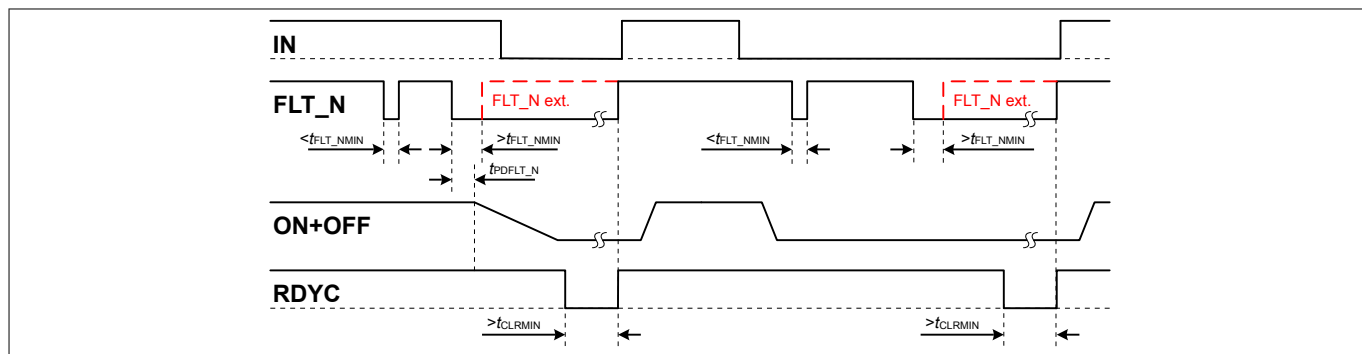 IN
FLT_N
FLT_N ext.
FLT_N ext.
<tFLT_NMIN
>tFLT_NMIN
<tFLT_NMIN
>tFLT_NMIN
tPDFLT_N
ON+OFF
RDYC
>tCLRMIN
>tCLRMIN